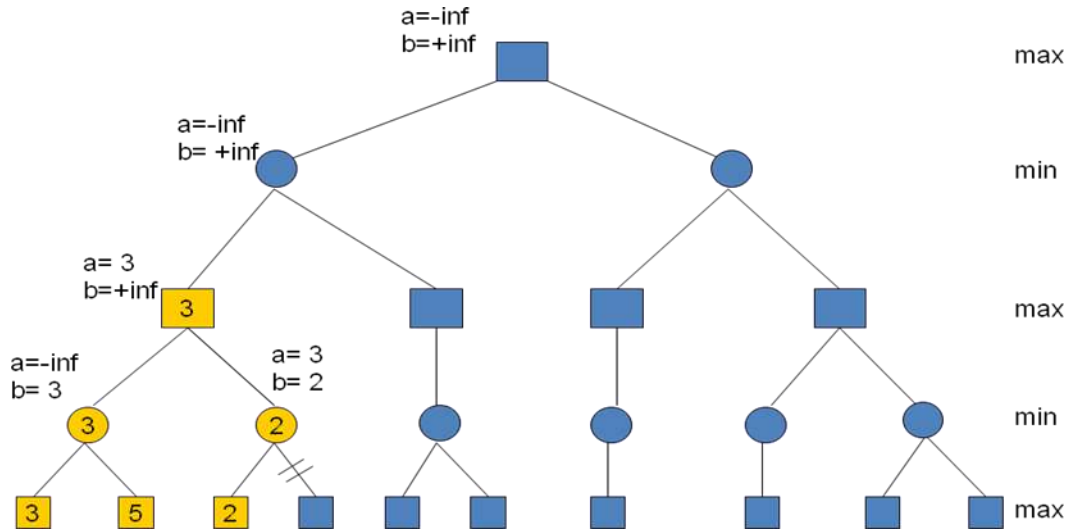 a=-inf
b=+inf
max
a=-inf
b= +inf
min
a= 3
b=+inf
3
max
a=-inf
b= 3
a= 3
b= 2
3
2
min
3
5
2
max